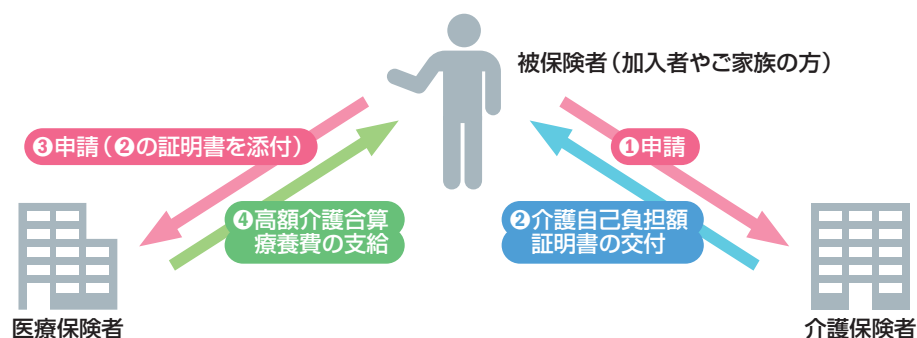 被保険者（加入者やご家族の方）
❸申請（❷の証明書を添付）
❶申請
❹高額介護合算
療養費の支給
❷介護自己負担額
証明書の交付
医療保険者
介護保険者